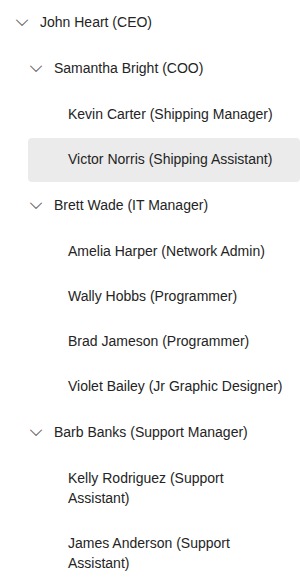 John Heart (CEO)
Samantha Bright (COO)
Kevin Carter (Shipping Manager)
Victor Norris (Shipping Assistant)
Brett Wade (IT Manager)
Amelia Harper (Network Admin)
Wally Hobbs (Programmer)
Brad Jameson (Programmer)
Violet Bailey (Jr Graphic Designer)
Barb Banks (Support Manager)
Kelly Rodriguez (Support
Assistant)
James Anderson (Support
Assistant)